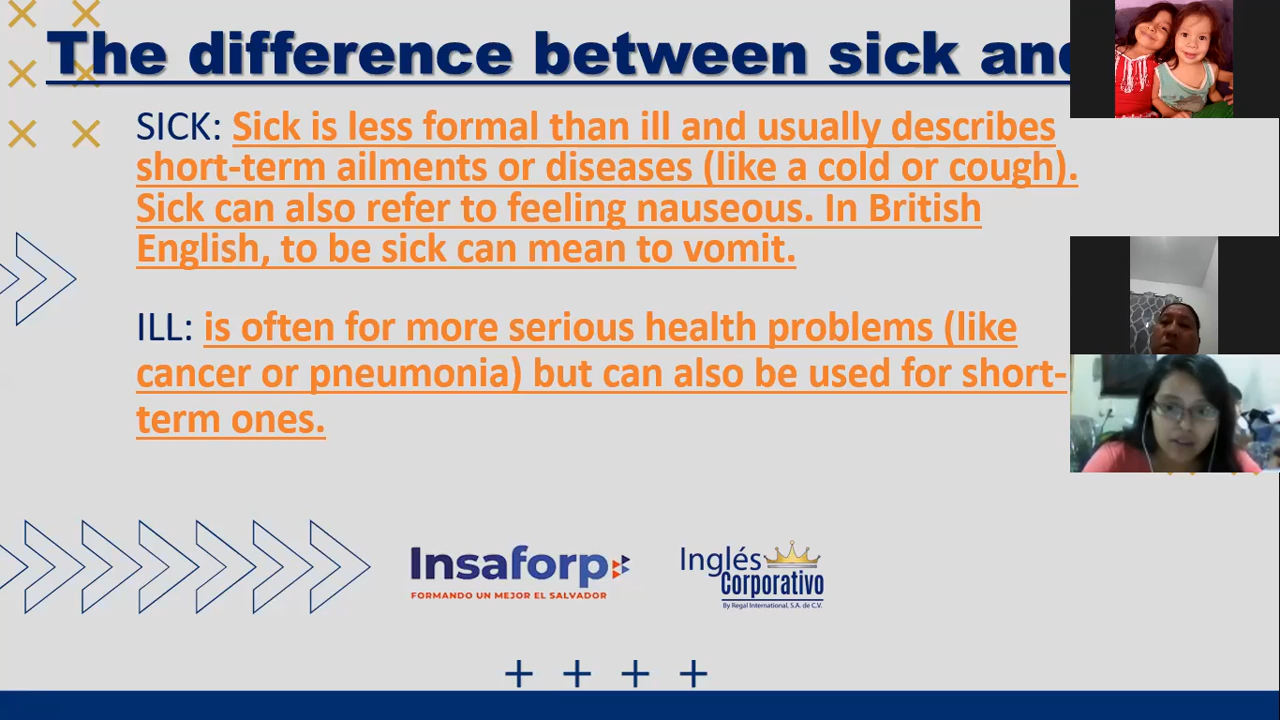 The difference between sick and
SICK: Sick is less formal than ill and usually describes
short-term ailments or diseases (like a cold or cough).
Sick can also refer to feeling nauseous. In British
English, to be sick can mean to vomit.
ILL: is often for more serious health problems (like
cancer or pneumonia) but can also be used for short-
term ones.
Insaforp
FORMANDO UN MEJOR EL SALVADOR
Inglés
Corporativo
By Regal International, S.A. de C.V.